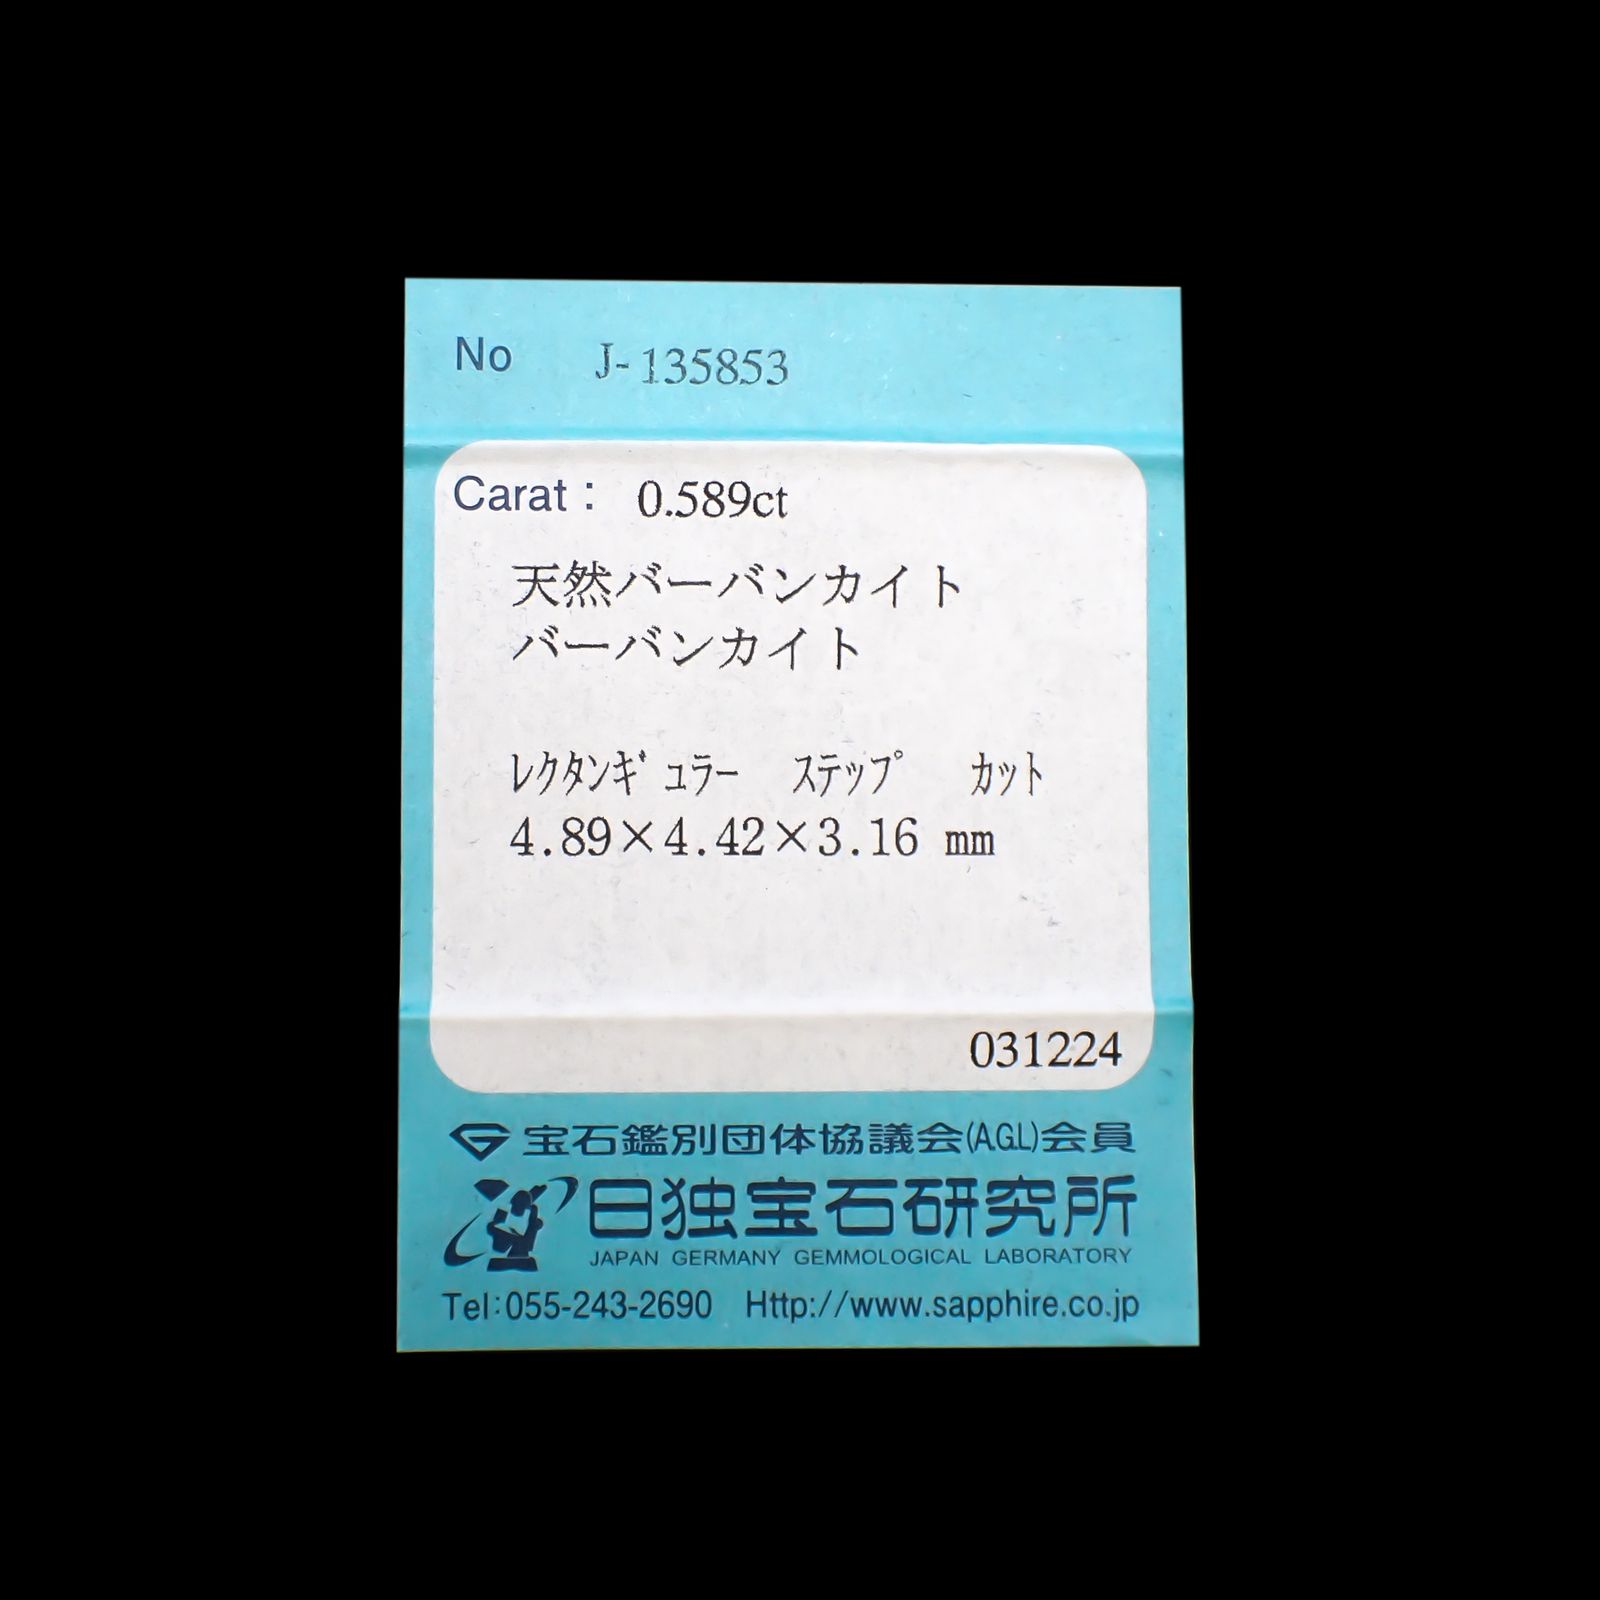 No J-135853
Carat: 0.589ct
天然バーバンカイト
バーバンカイト
ﾚｸﾀﾝｷﾞｭﾗｰ ｽﾃｯﾌﾟ ｶｯﾄ
4.89×4.42×3.16 mm
031224
宝石鑑別団体協議会(A.G.L)会員
日独宝石研究所
JAPAN GERMANY GEMMOLOGICAL LABORATORY
Tel:055-243-2690 Http://www.sapphire.co.jp